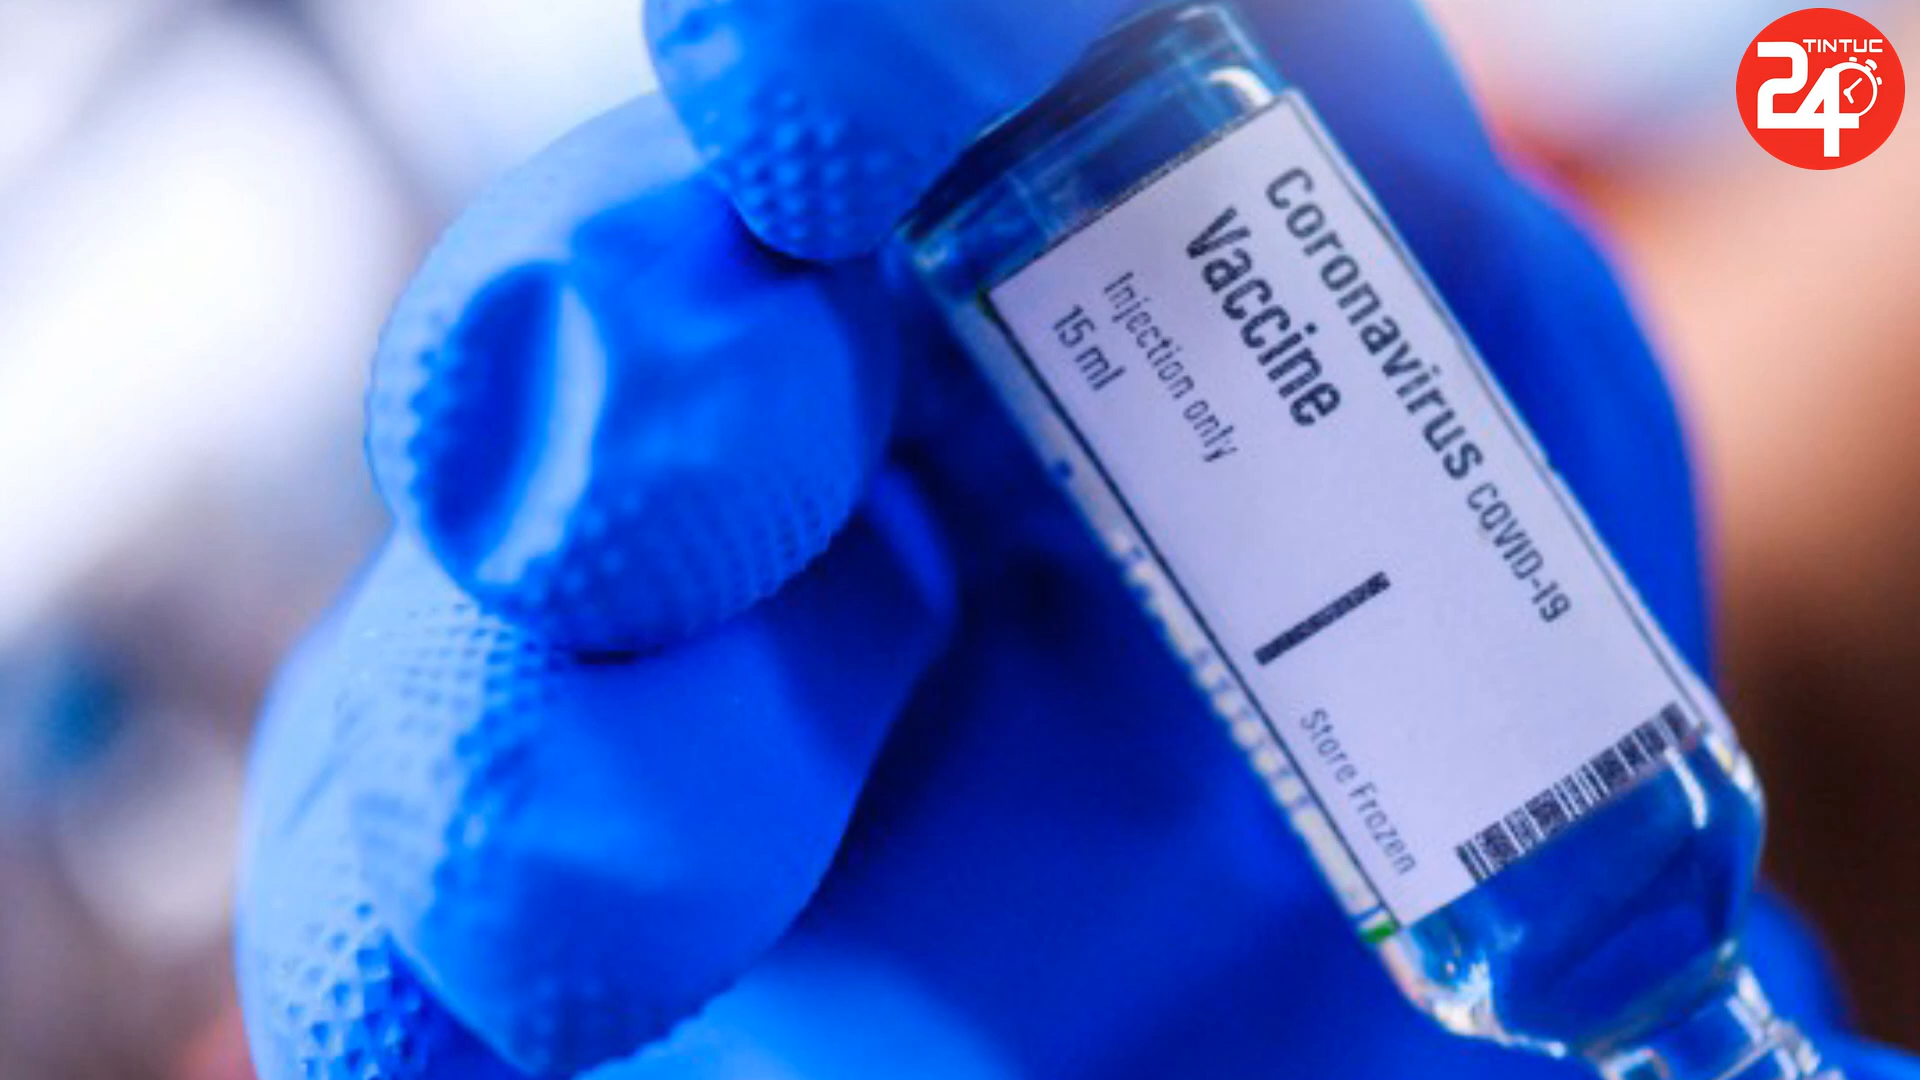 TINTUC
24
Coronavirus COVID-19
Vaccine
Injection only
15 ml
Store Frozen